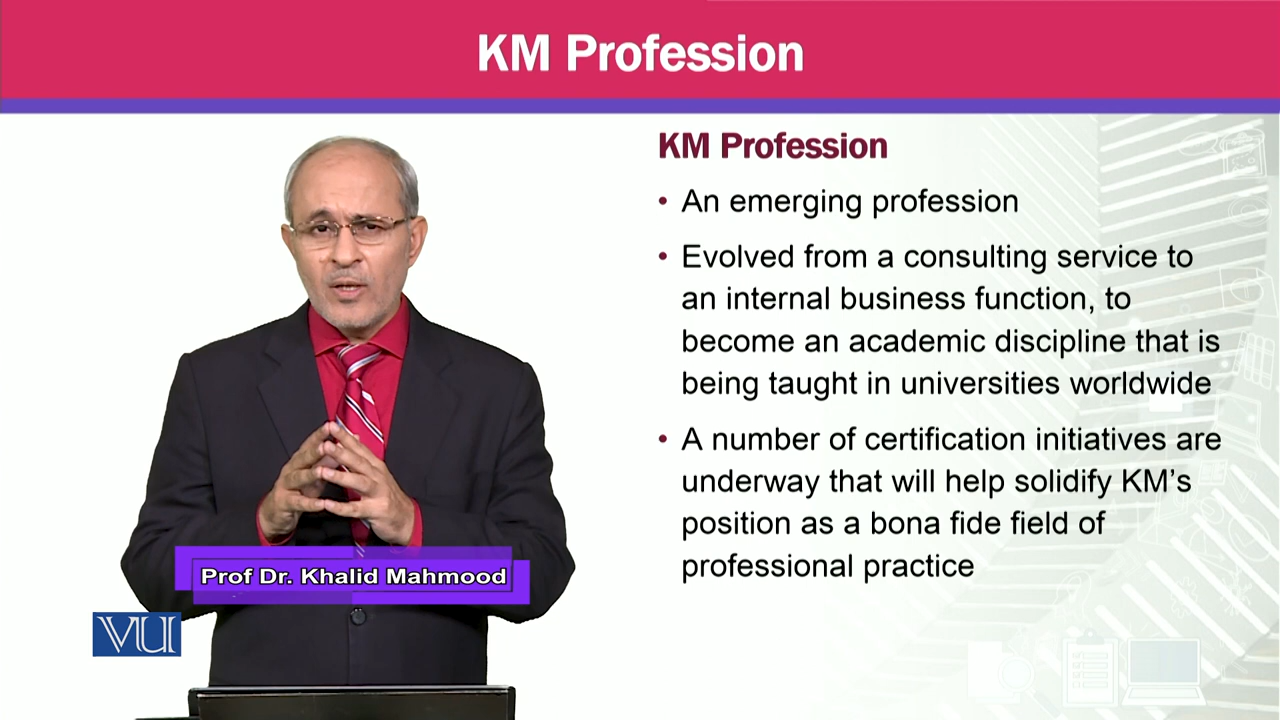 KM Profession
KM Profession
• An emerging profession
• Evolved from a consulting service to
an internal business function, to
become an academic discipline that is
being taught in universities worldwide
• A number of certification initiatives are
underway that will help solidify KM’s
position as a bona fide field of
professional practice
Prof Dr. Khalid Mahmood
VU